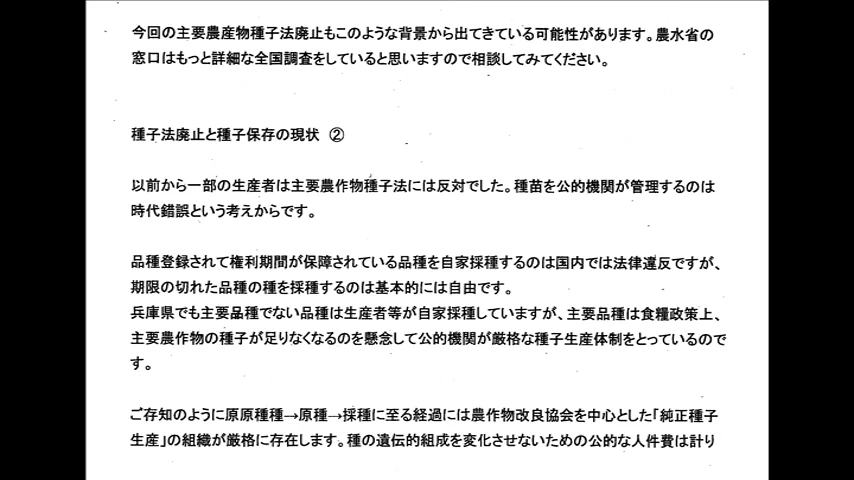 今回の主要農産物種子法廃止もこのような背景から出てきている可能性があります。農水省の
窓口はもっと詳細な全国調査をしていると思いますので相談してみてください。
種子法廃止と種子保存の現状 ②
以前から一部の生産者は主要農作物種子法には反対でした。種苗を公的機関が管理するのは
時代錯誤という考えからです。
品種登録されて権利期間が保障されている品種を自家採種するのは国内では法律違反ですが、
期限の切れた品種の種を採種するのは基本的には自由です。
兵庫県でも主要品種でない品種は生産者等が自家採種していますが、主要品種は食糧政策上、
主要農作物の種子が足りなくなるのを懸念して公的機関が厳格な種子生産体制をとっているので
す。
ご存知のように原原種種→原種→採種に至る経過には農作物改良協会を中心とした「純正種子
生産」の組織が厳格に存在します。種の遺伝的組成を変化させないための公的な人件費は計り